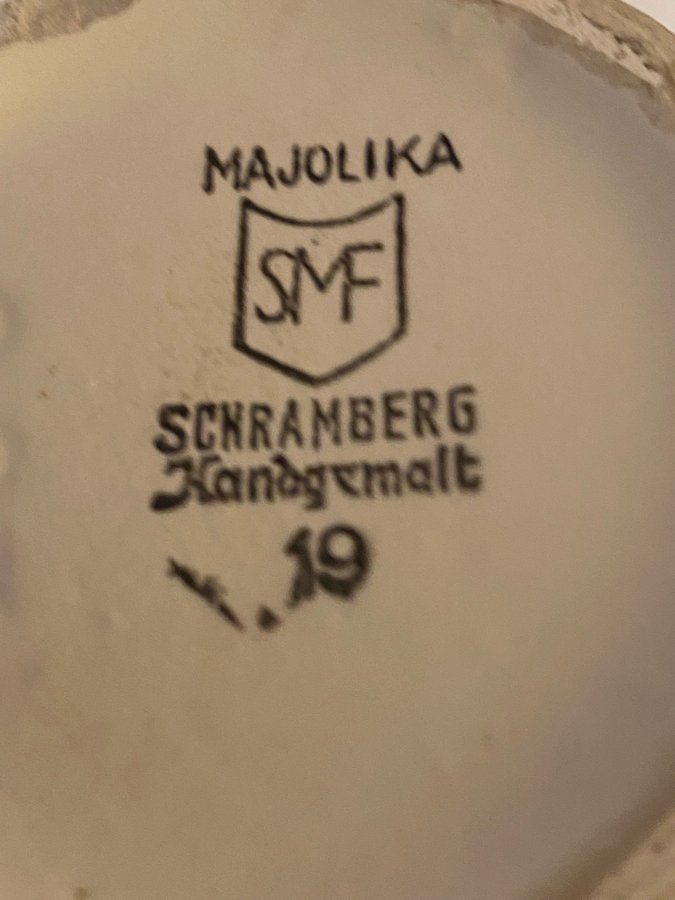 MAJOLIKA
SMF
SCHRAMBERG
Handgemalt
19